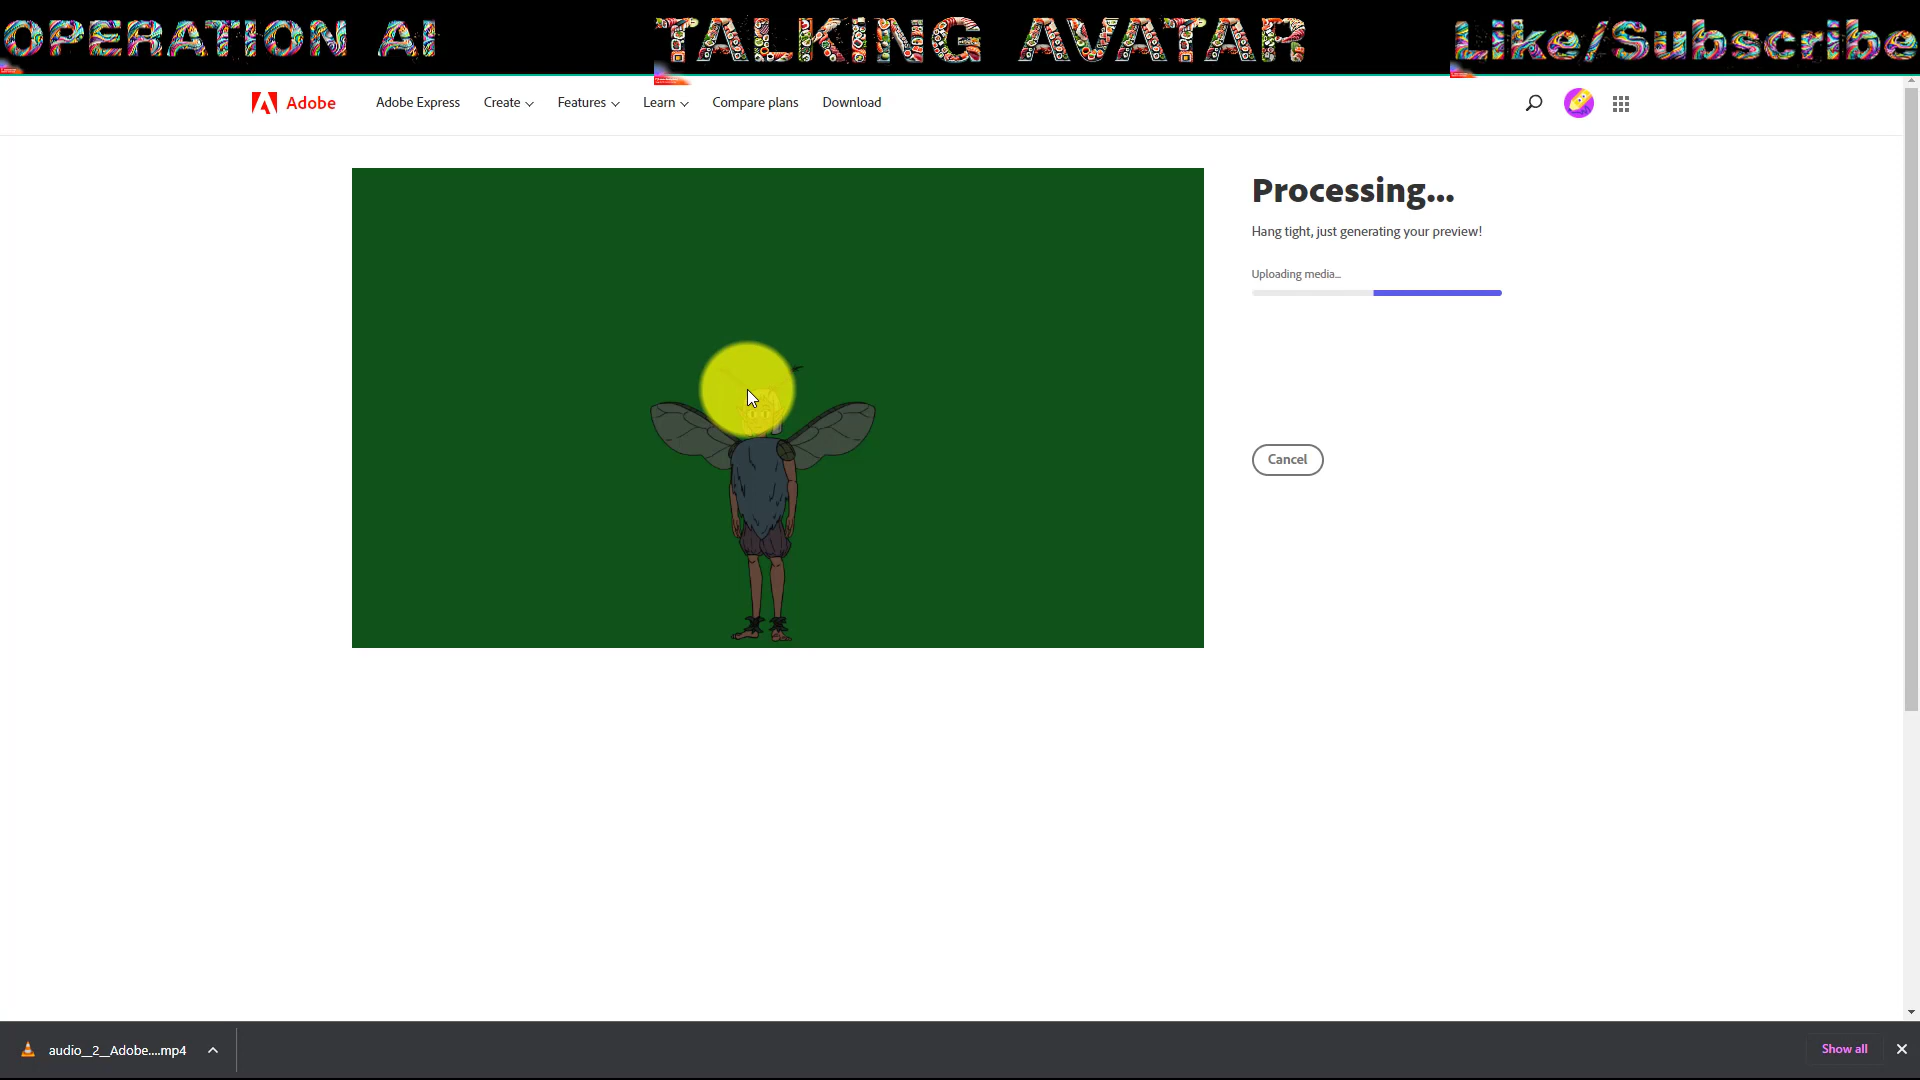 OPERATION AI
TALKING AVATAR
Like/Subscribe
Adobe
Adobe Express
Create
Features
Learn
Compare plans
Download
Processing...
Hang tight, just generating your preview!
Uploading media...
Cancel
audio__2__Adobe....mp4
Show all